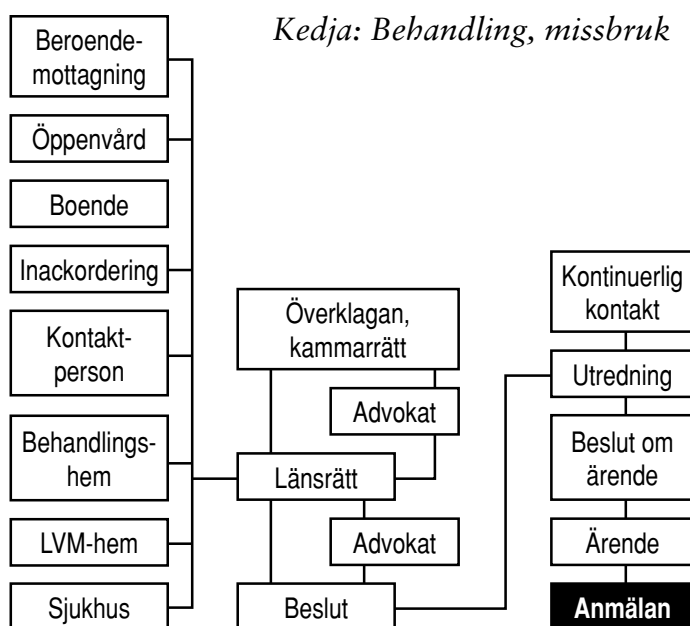 Kedja: Behandling, missbruk
Beroende-
mottagning
Öppenvård
Boende
Inackordering
Kontakt-
person
Behandlings-
hem
LVM-hem
Sjukhus
Överklagan,
kammarrätt
Advokat
Länsrätt
Advokat
Beslut
Kontinuerlig
kontakt
Utredning
Beslut om
ärende
Ärende
Anmälan